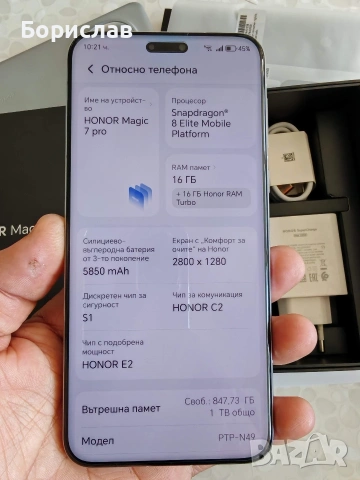 Борислав
10:21 ч.
45%
Относно телефона
Име на устройст-
во
HONOR Magic
7 pro
Процесор
Snapdragon®
8 Elite Mobile
Platform
RAM памет
16 ГБ
+ 16 ГБ Honor RAM
Turbo
Силициево-
въглеродна батерия
от 3-то поколение
5850 mAh
Екран с „Комфорт за
очите“ на Honor
2800 x 1280
Дискретен чип за
сигурност
S1
Чип за комуникация
HONOR C2
Чип с подобрена
мощност
HONOR E2
Вътрешна памет
Своб.: 847,73 ГБ
1 ТВ общо
Модел
PTP-N49
BAZAR
bg